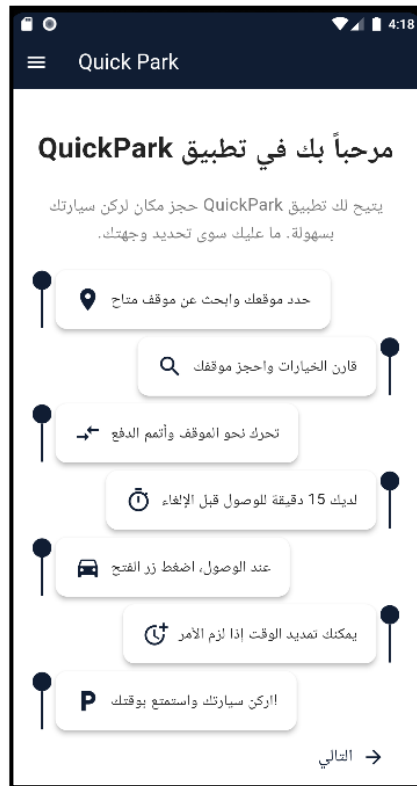 4:18
Quick Park
مرحباً بك في تطبيق QuickPark
يتيح لك تطبيق QuickPark حجز مكان لركن سيارتك
بسهولة. ما عليك سوى تحديد وجهتك.
حدد موقعك وابحث عن موقف متاح
قارن الخيارات واحجز موقفك
تحرك نحو الموقف وأتمم الدفع
لديك 15 دقيقة للوصول قبل الإلغاء
عند الوصول، اضغط زر الفتح
يمكنك تمديد الوقت إذا لزم الأمر
!اركن سيارتك واستمتع بوقتك
P
التالي